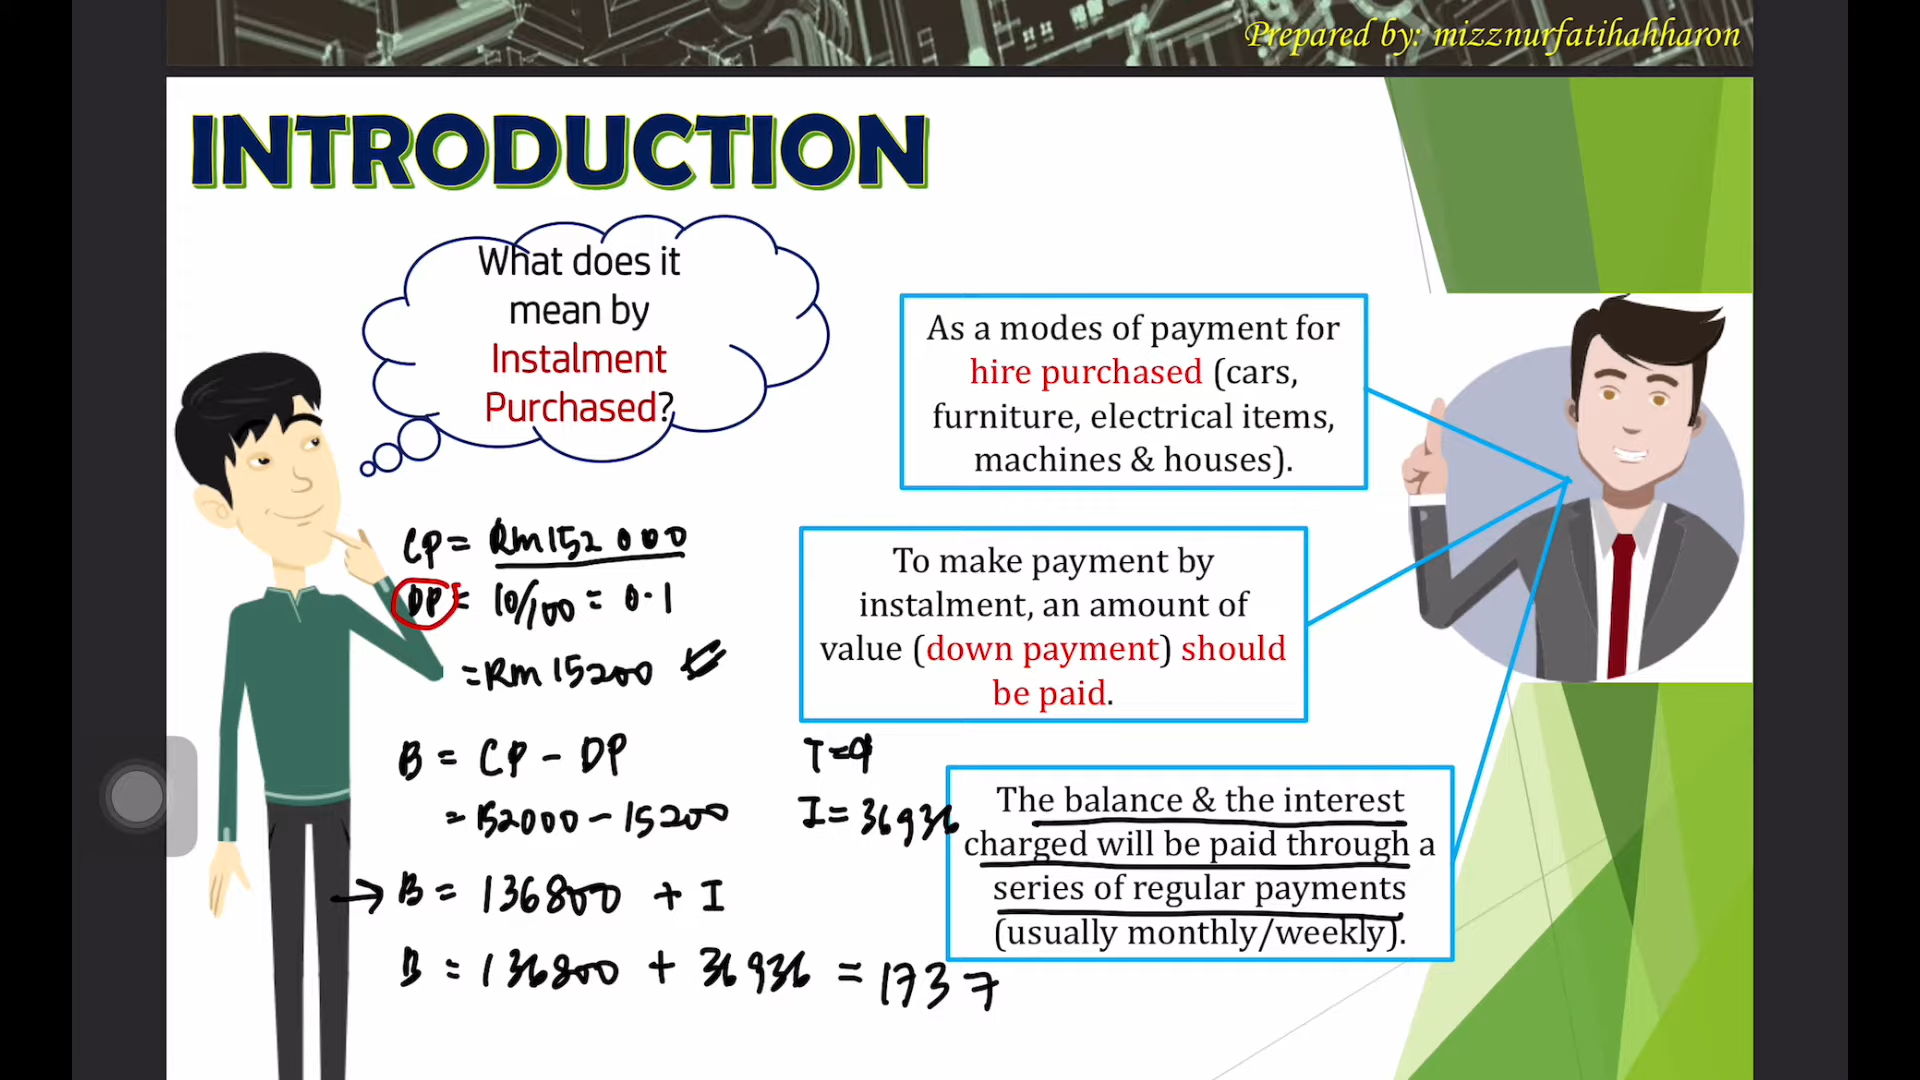 Prepared by: mizznurfatihahharon
INTRODUCTION
What does it
mean by
Instalment
Purchased?
As a modes of payment for
hire purchased (cars,
furniture, electrical items,
machines & houses).
To make payment by
instalment, an amount of
value (down payment) should
be paid.
The balance & the interest
charged will be paid through a
series of regular payments
(usually monthly/weekly).
CP = RM152 000
DP = 10/100 = 0.1
= RM 15200
B = CP - DP
= 152000 - 15200
T=9
I = 36936
→ B = 136800 + I
B = 136800 + 36936 = 1737